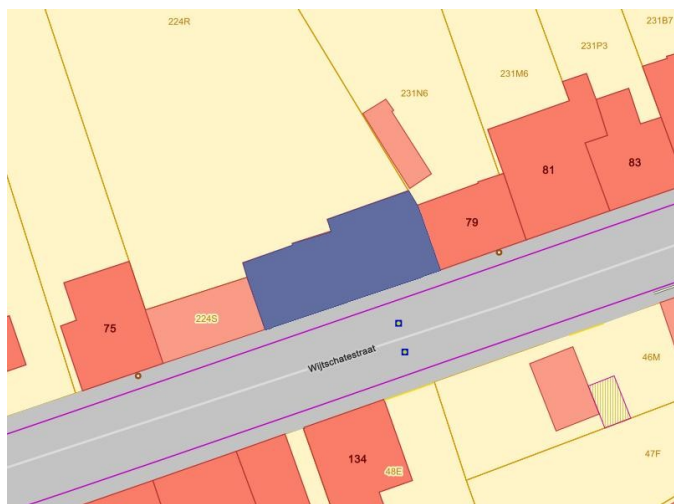 224R
231B7
231P3
231M6
231N6
81
83
79
224S
75
Wijtschatestraat
46M
134
48E
47F